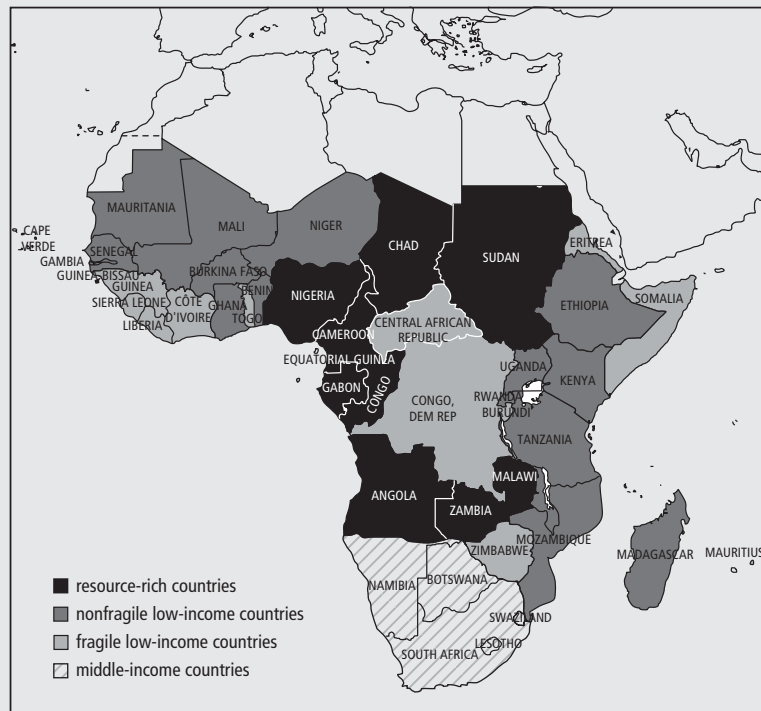 MAURITANIA
MALI
NIGER
CHAD
SUDAN
ERITREA
CAPE
VERDE
SENEGAL
GAMBIA
GUINEA BISSAU
GUINEA
SIERRA LEONE
LIBERIA
CÔTE
D'IVOIRE
BURKINA FASO
GHANA
TOGO
BENIN
NIGERIA
CAMEROON
CENTRAL AFRICAN
REPUBLIC
ETHIOPIA
SOMALIA
EQUATORIAL GUINEA
GABON
CONGO
CONGO,
DEM REP
UGANDA
KENYA
RWANDA
BURUNDI
TANZANIA
ANGOLA
ZAMBIA
MALAWI
MOZAMBIQUE
ZIMBABWE
MADAGASCAR
MAURITIUS
NAMIBIA
BOTSWANA
SWAZILAND
LESOTHO
SOUTH AFRICA
resource-rich countries
nonfragile low-income countries
fragile low-income countries
middle-income countries